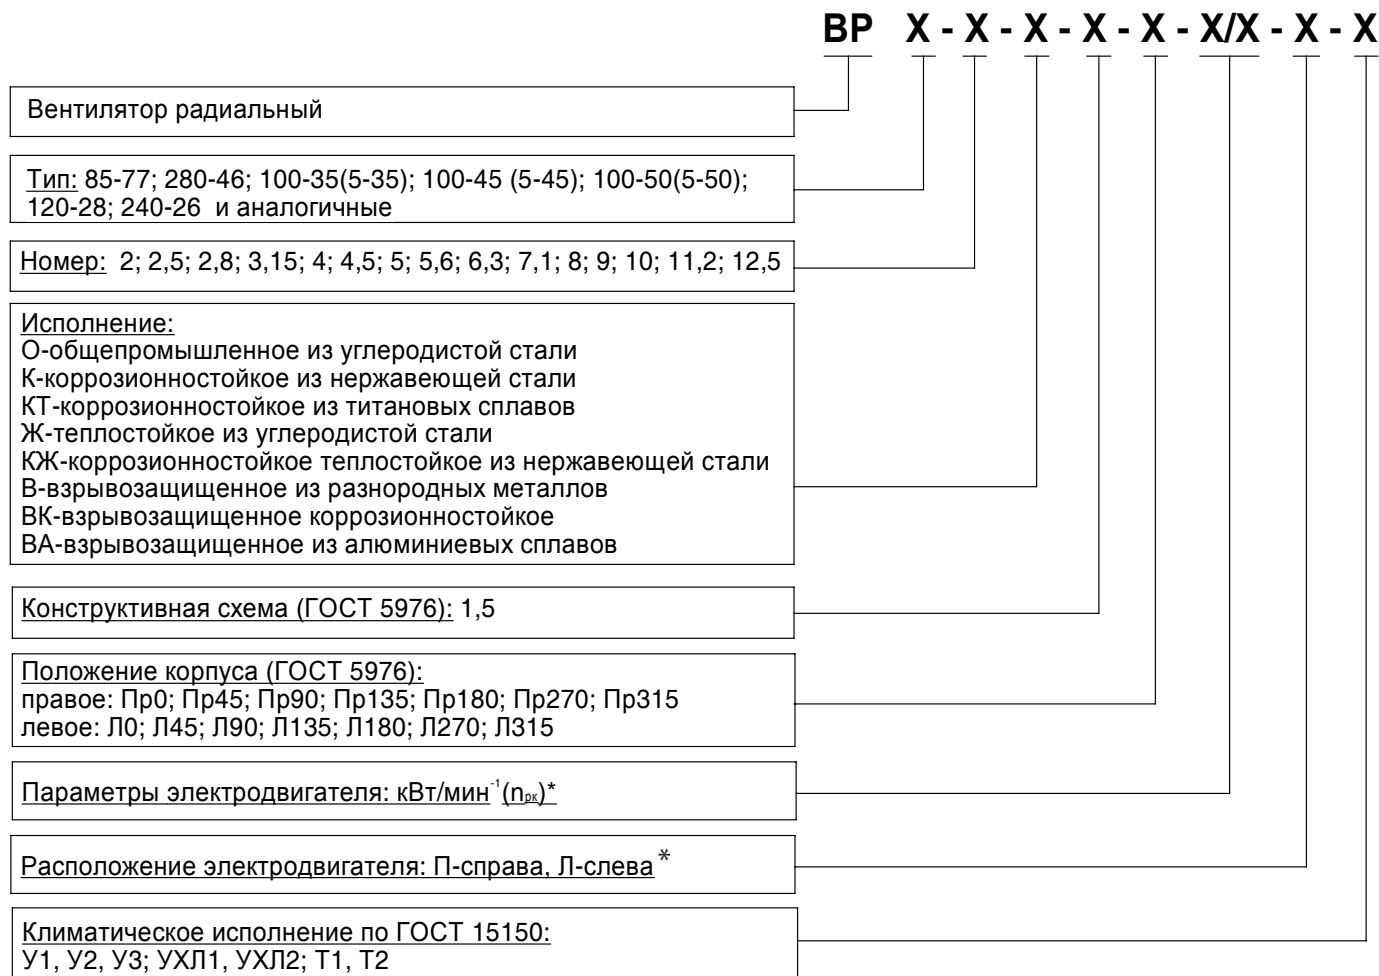 ВР Х - Х - Х - Х - Х - Х/Х - Х - Х
Вентилятор радиальный
Тип: 85-77; 280-46; 100-35(5-35); 100-45 (5-45); 100-50(5-50);
120-28; 240-26 и аналогичные
Номер: 2; 2,5; 2,8; 3,15; 4; 4,5; 5; 5,6; 6,3; 7,1; 8; 9; 10; 11,2; 12,5
Исполнение:
О-общепромышленное из углеродистой стали
К-коррозионностойкое из нержавеющей стали
КТ-коррозионностойкое из титановых сплавов
Ж-теплостойкое из углеродистой стали
КЖ-коррозионностойкое теплостойкое из нержавеющей стали
В-взрывозащищенное из разнородных металлов
ВК-взрывозащищенное коррозионностойкое
ВА-взрывозащищенное из алюминиевых сплавов
Конструктивная схема (ГОСТ 5976): 1,5
Положение корпуса (ГОСТ 5976):
правое: Пр0; Пр45; Пр90; Пр135; Пр180; Пр270; Пр315
левое: Л0; Л45; Л90; Л135; Л180; Л270; Л315
Параметры электродвигателя: кВт/мин⁻¹(nрк)*
Расположение электродвигателя: П-справа, Л-слева*
Климатическое исполнение по ГОСТ 15150:
У1, У2, У3; УХЛ1, УХЛ2; Т1, Т2